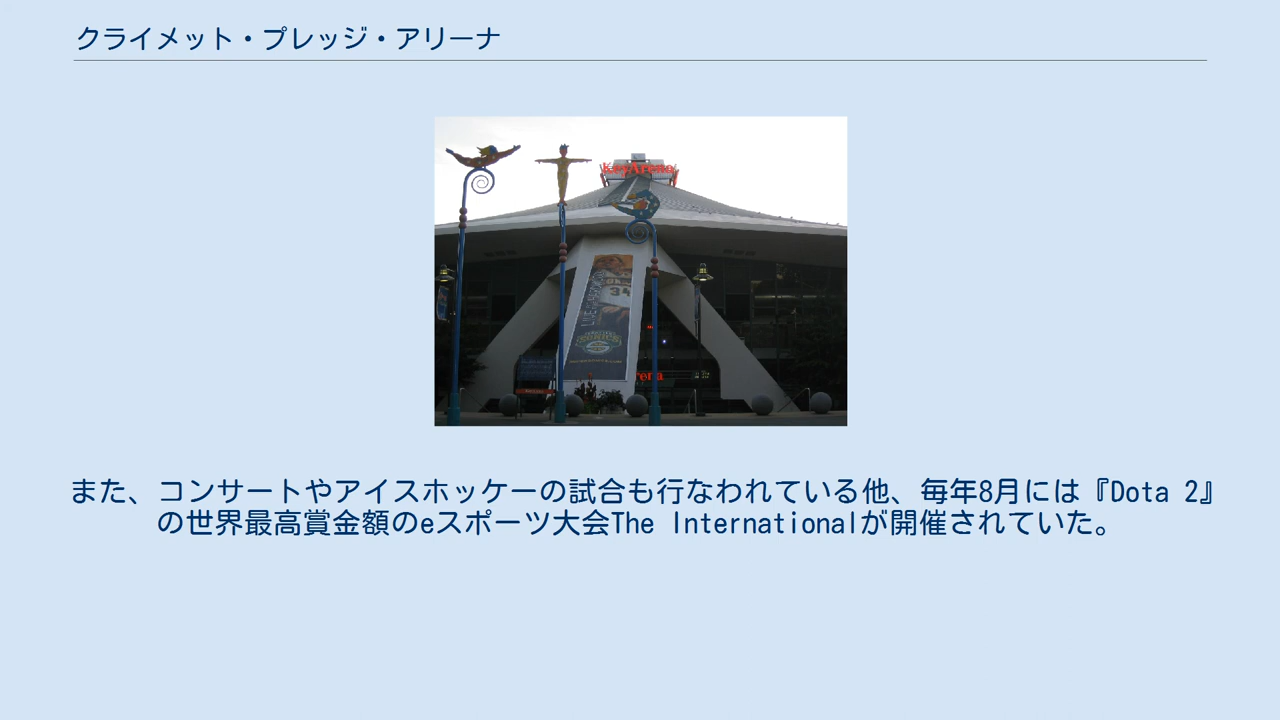 クライメット・プレッジ・アリーナ
KeyArena
34
rena
また、コンサートやアイスホッケーの試合も行なわれている他、毎年8月には『Dota 2』
の世界最高賞金額のeスポーツ大会The Internationalが開催されていた。